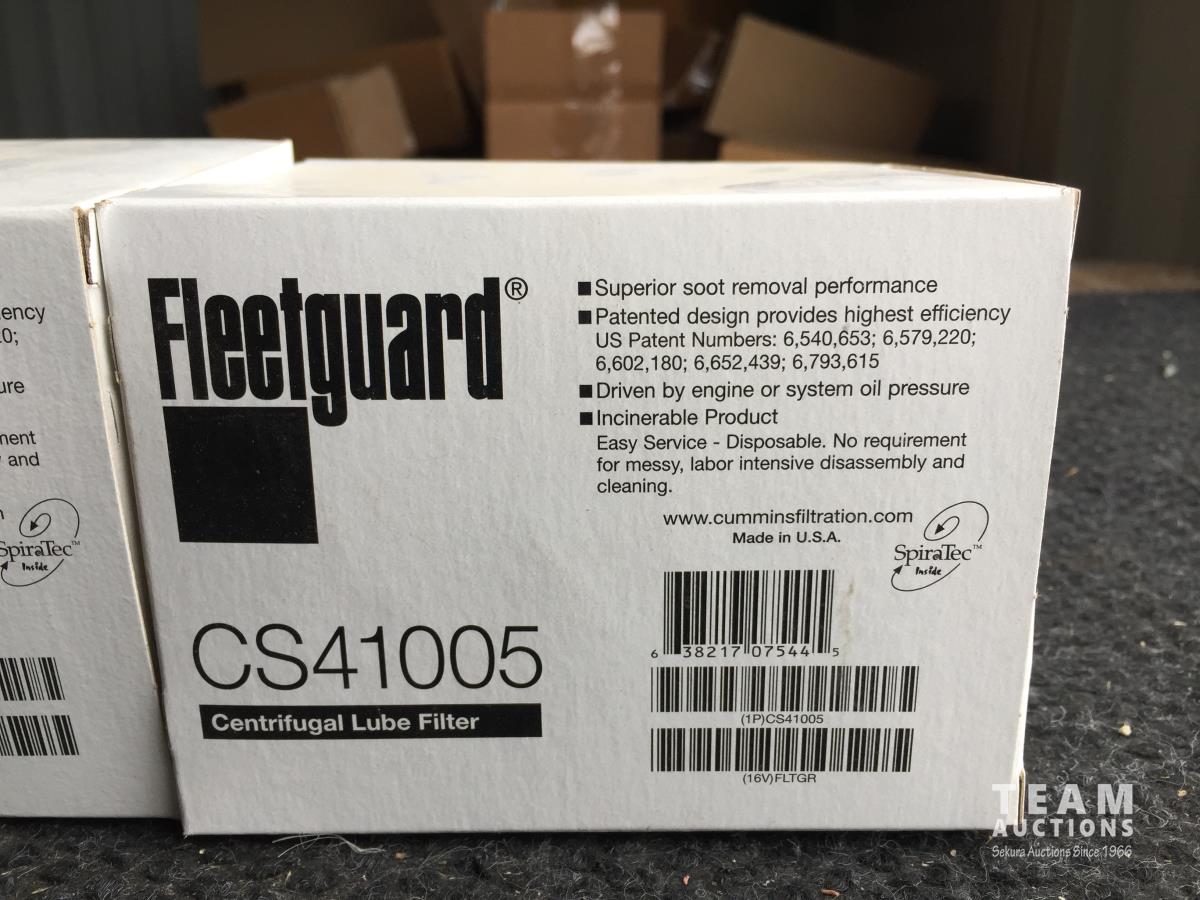 Fleetguard®
■ Superior soot removal performance
■ Patented design provides highest efficiency
US Patent Numbers: 6,540,653; 6,579,220;
6,602,180; 6,652,439; 6,793,615
■ Driven by engine or system oil pressure
■ Incinerable Product
Easy Service - Disposable. No requirement
for messy, labor intensive disassembly and
cleaning.
www.cumminsfiltration.com
Made in U.S.A.
SpiraTec™
Inside
CS41005
Centrifugal Lube Filter
6 38217 07544 5
(1P)CS41005
(16V)FLTGR
and
SpiraTec™
Inside
TEAM
AUCTIONS
Sekura Auctions Since 1966